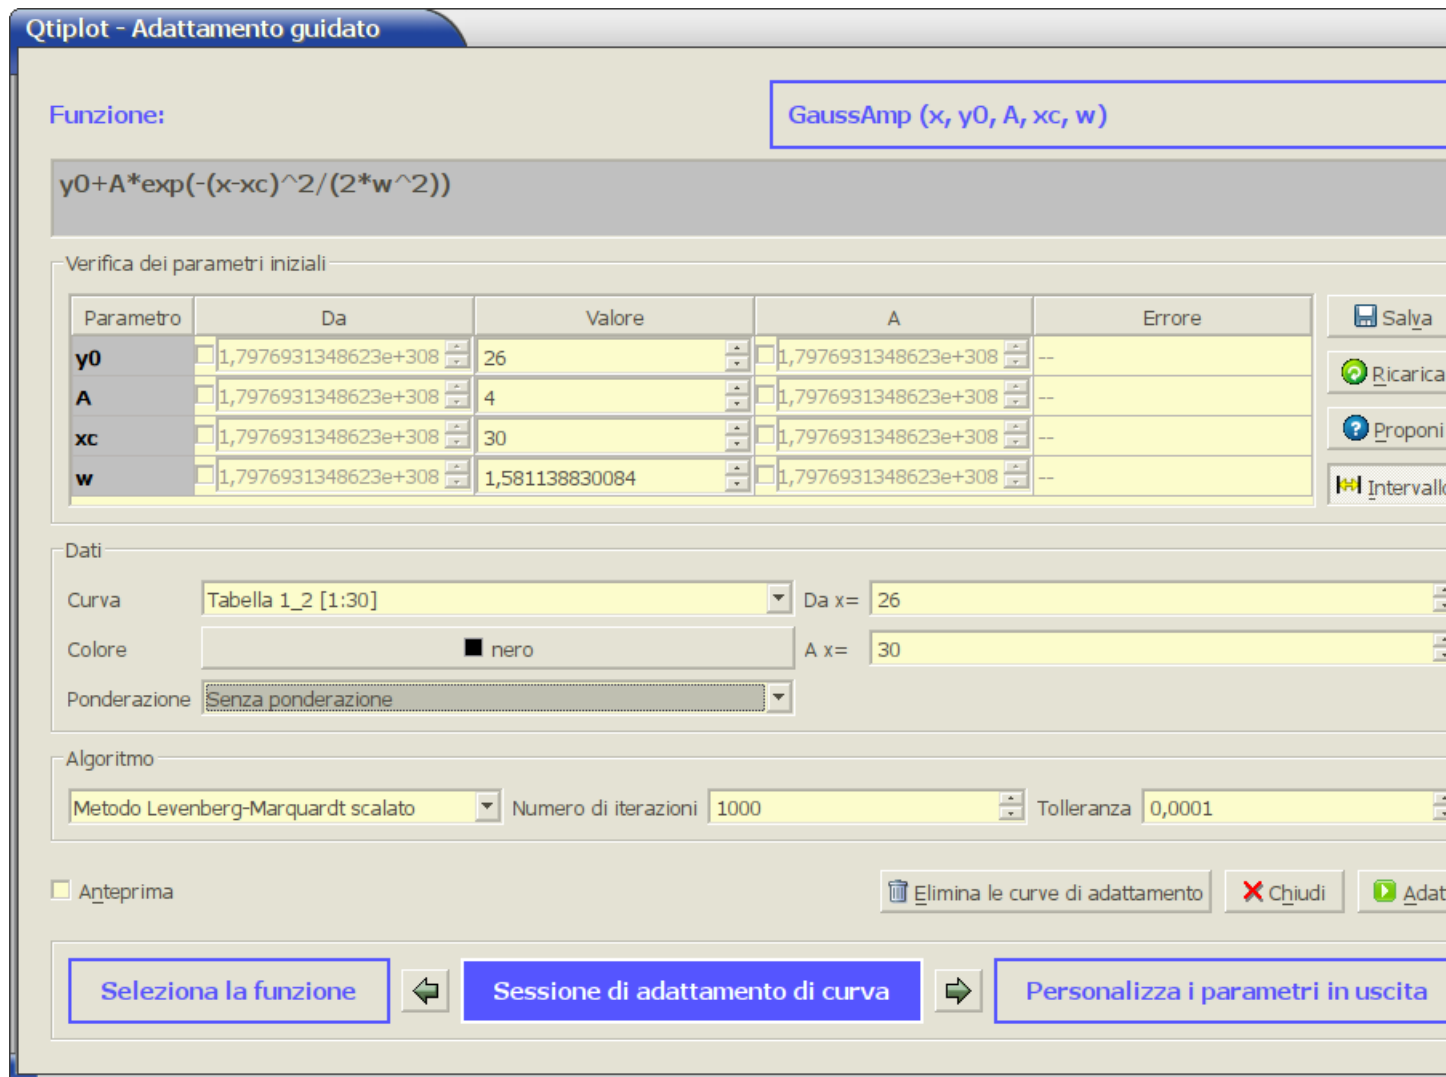 Qtiplot - Adattamento guidato
Funzione: GaussAmp (x, y0, A, xc, w)
y0+A*exp(-(x-xc)^2/(2*w^2))
Verifica dei parametri iniziali
Parametro Da Valore A Errore Salva
y0 1,7976931348623e+308 26 1,7976931348623e+308 --
Ricarica
A 1,7976931348623e+308 4 1,7976931348623e+308 --
xc 1,7976931348623e+308 30 1,7976931348623e+308 -- Proponi
w 1,7976931348623e+308 1,581138830084 1,7976931348623e+308 --
Intervallo
Dati
Curva Tabella 1_2 [1:30] Da x= 26
Colore nero A x= 30
Ponderazione Senza ponderazione
Algoritmo
Metodo Levenberg-Marquardt scalato Numero di iterazioni 1000 Tolleranza 0,0001
Anteprima Elimina le curve di adattamento Chiudi Adat
Seleziona la funzione Sessione di adattamento di curva Personalizza i parametri in uscita